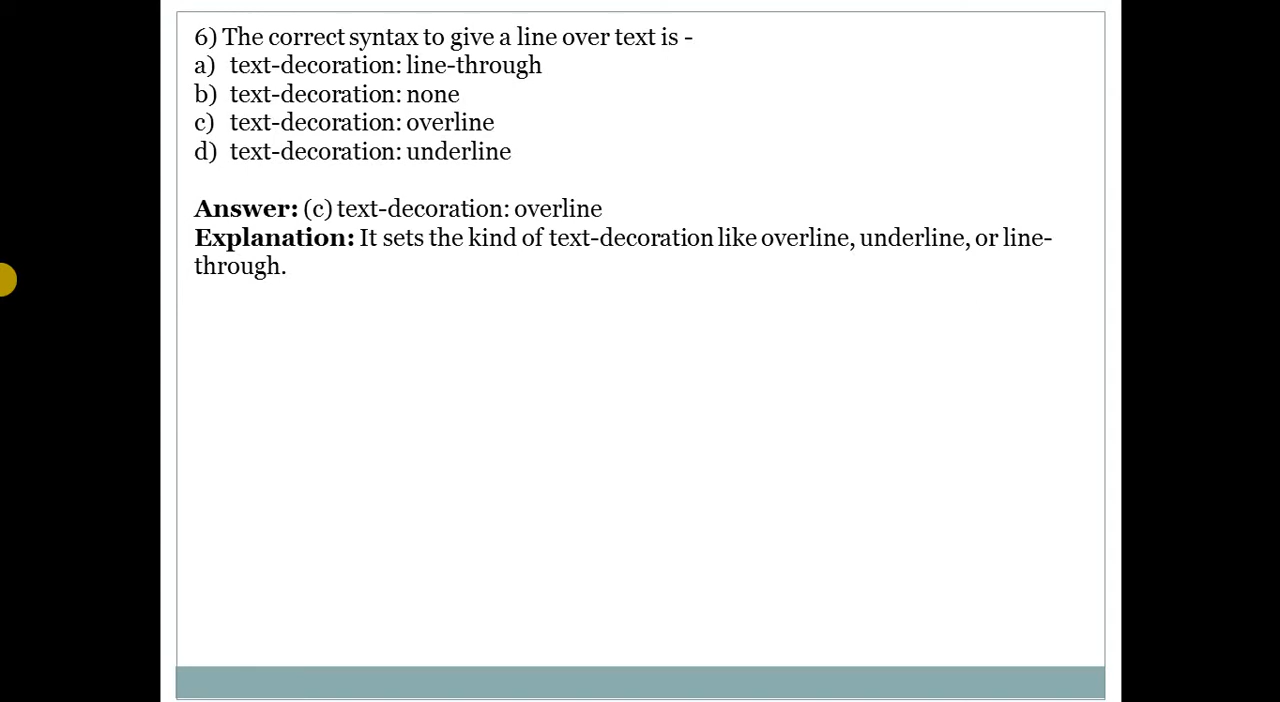 6) The correct syntax to give a line over text is -
a) text-decoration: line-through
b) text-decoration: none
c) text-decoration: overline
d) text-decoration: underline
Answer: (c) text-decoration: overline
Explanation: It sets the kind of text-decoration like overline, underline, or line-
through.